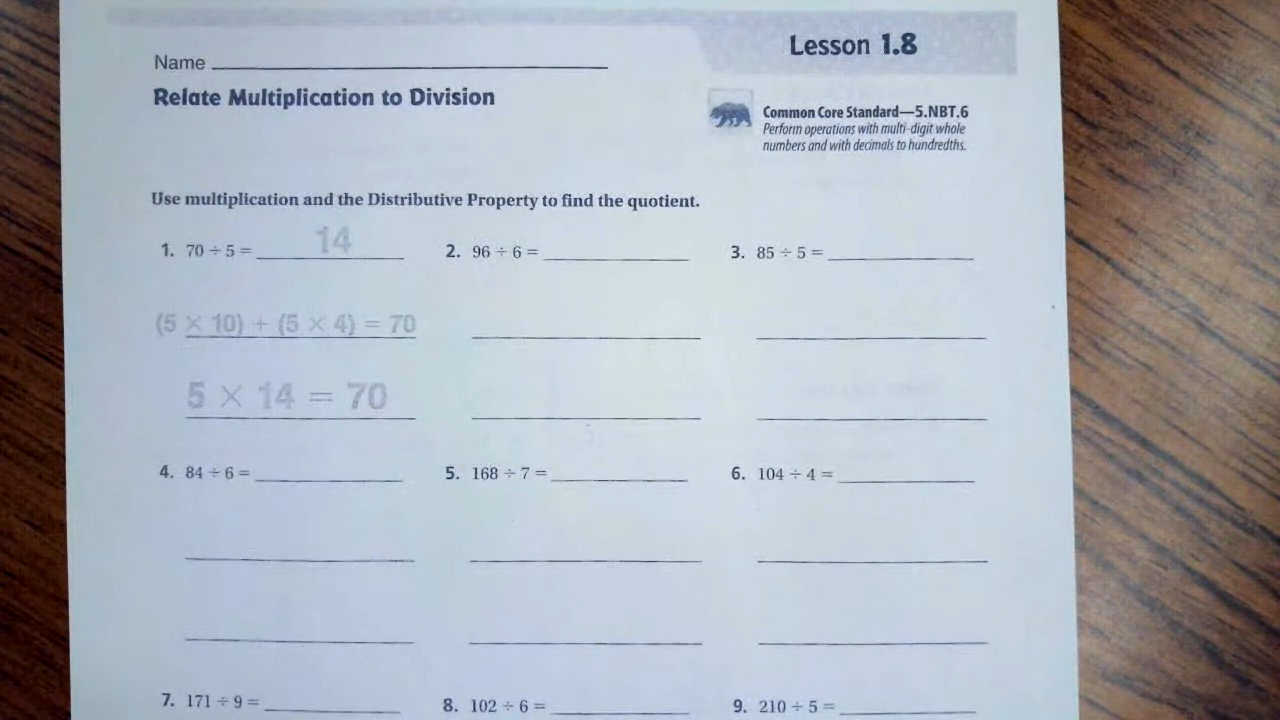 Lesson 1.8
Name
Relate Multiplication to Division
Common Core Standard—5.NBT.6
Perform operations with multi-digit whole
numbers and with decimals to hundredths.
Use multiplication and the Distributive Property to find the quotient.
1. 70 ÷ 5 = 14
2. 96 ÷ 6 =
3. 85 ÷ 5 =
(5 × 10) + (5 × 4) = 70
5 × 14 = 70
4. 84 ÷ 6 =
5. 168 ÷ 7 =
6. 104 ÷ 4 =
7. 171 ÷ 9 =
8. 102 ÷ 6 =
9. 210 ÷ 5 =